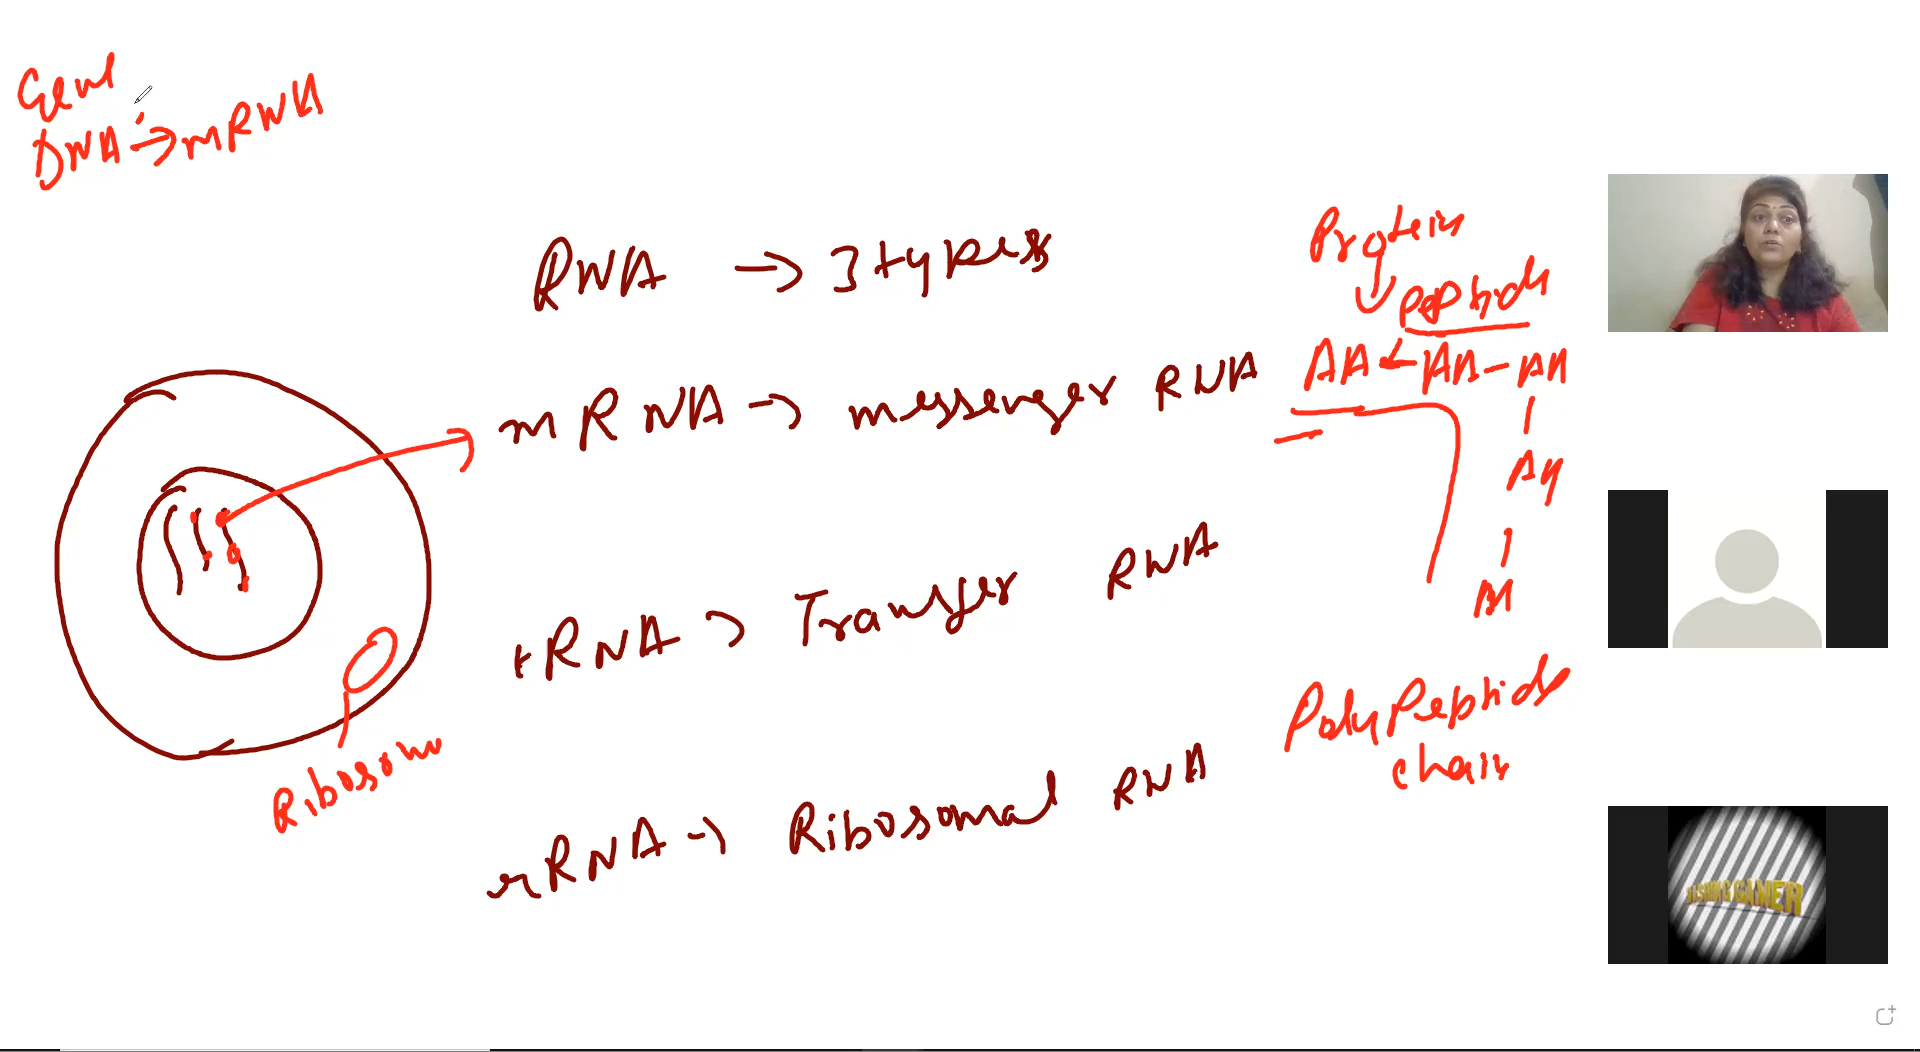 Gene
DNA → mRNA
RNA → 3 types
mRNA → messenger RNA
tRNA → Transfer RNA
rRNA → Ribosomal RNA
Ribosome
Protein
Peptide
AA - AA - AA
AA
AA
PolyPeptide
chain
GAMER